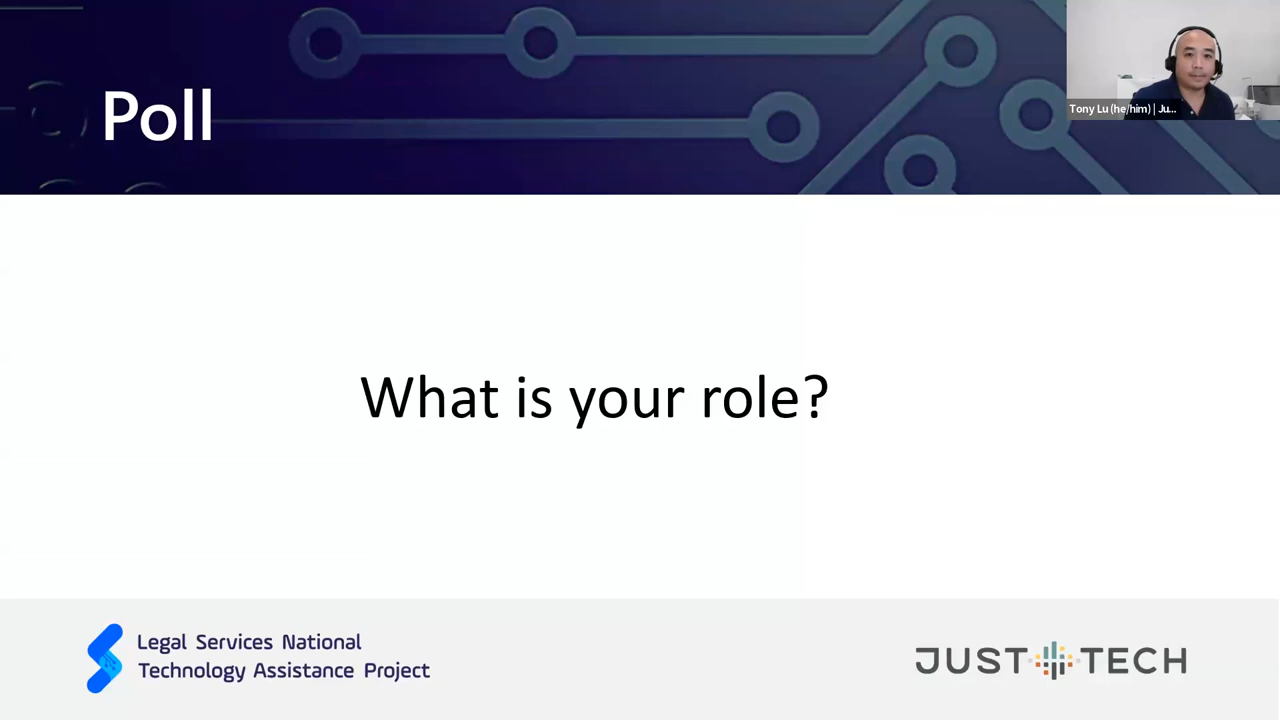 Poll
Tony Lu (he/him) | Ju...
What is your role?
Legal Services National
Technology Assistance Project
JUST TECH